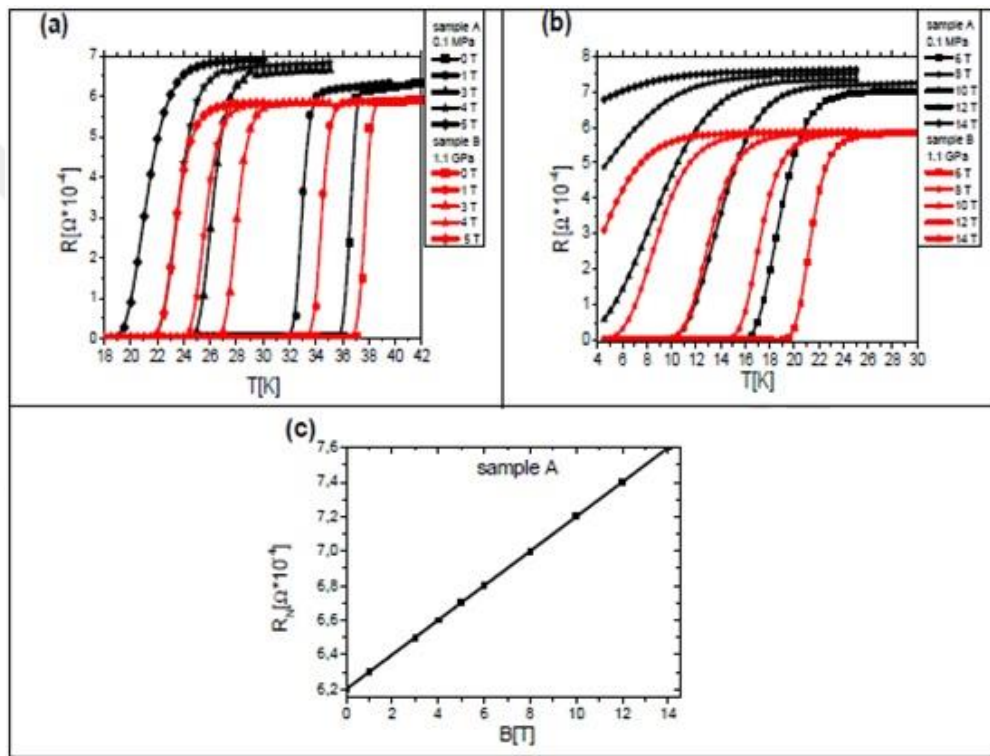 (a)
sample A
0.1 MPa
0 T
1 T
3 T
4 T
5 T
sample B
1.1 GPa
0 T
1 T
3 T
4 T
5 T
R[Ω*10⁻⁴]
7
6
5
4
3
2
1
0
18 20 22 24 26 28 30 32 34 36 38 40 42
T[K]
(b)
sample A
0.1 MPa
6 T
8 T
10 T
12 T
14 T
sample B
1.1 GPa
6 T
8 T
10 T
12 T
14 T
R[Ω*10⁻⁴]
8
7
6
5
4
3
2
1
0
4 6 8 10 12 14 16 18 20 22 24 26 28 30
T[K]
(c)
sample A
R_N[Ω*10⁻⁴]
7,6
7,4
7,2
7,0
6,8
6,6
6,4
6,2
0 2 4 6 8 10 12 14
B[T]